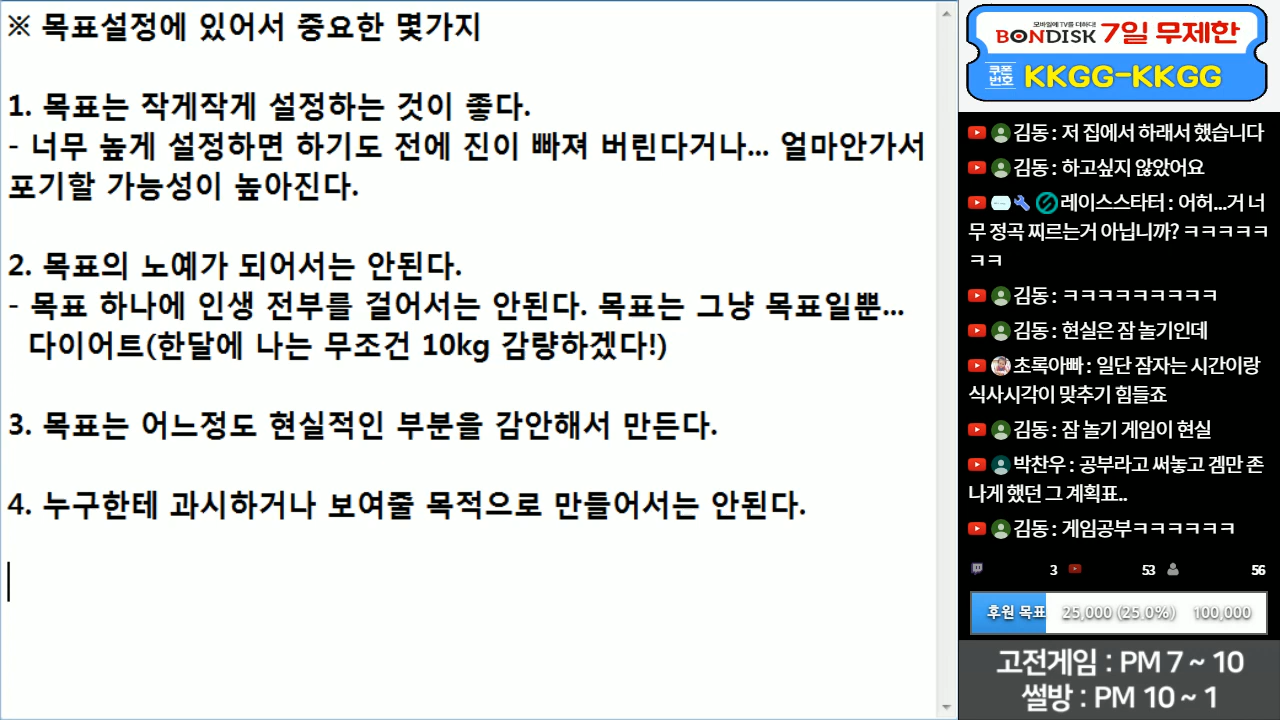 ※ 목표설정에 있어서 중요한 몇가지
1. 목표는 작게작게 설정하는 것이 좋다.
- 너무 높게 설정하면 하기도 전에 진이 빠져 버린다거나... 얼마안가서
포기할 가능성이 높아진다.
2. 목표의 노예가 되어서는 안된다.
- 목표 하나에 인생 전부를 걸어서는 안된다. 목표는 그냥 목표일뿐...
다이어트(한달에 나는 무조건 10kg 감량하겠다!)
3. 목표는 어느정도 현실적인 부분을 감안해서 만든다.
4. 누구한테 과시하거나 보여줄 목적으로 만들어서는 안된다.
모바일에 TV를 더하다!
BONDISK 7일 무제한
쿠폰번호 KKGG-KKGG
김동 : 저 집에서 하래서 했습니다
김동 : 하고싶지 않았어요
레이스스타터 : 어허...거 너
무 정곡 찌르는거 아닙니까? ㅋㅋㅋㅋㅋ
ㅋㅋ
김동 : ㅋㅋㅋㅋㅋㅋㅋㅋㅋ
김동 : 현실은 잠 놀기인데
초록아빠 : 일단 잠자는 시간이랑
식사시각이 맞추기 힘들죠
김동 : 잠 놀기 게임이 현실
박찬우 : 공부라고 써놓고 겜만 존
나게 했던 그 계획표..
김동 : 게임공부ㅋㅋㅋㅋㅋㅋ
3 53 56
후원 목표 25,000 (25.0%) 100,000
고전게임 : PM 7 ~ 10
썰방 : PM 10 ~ 1